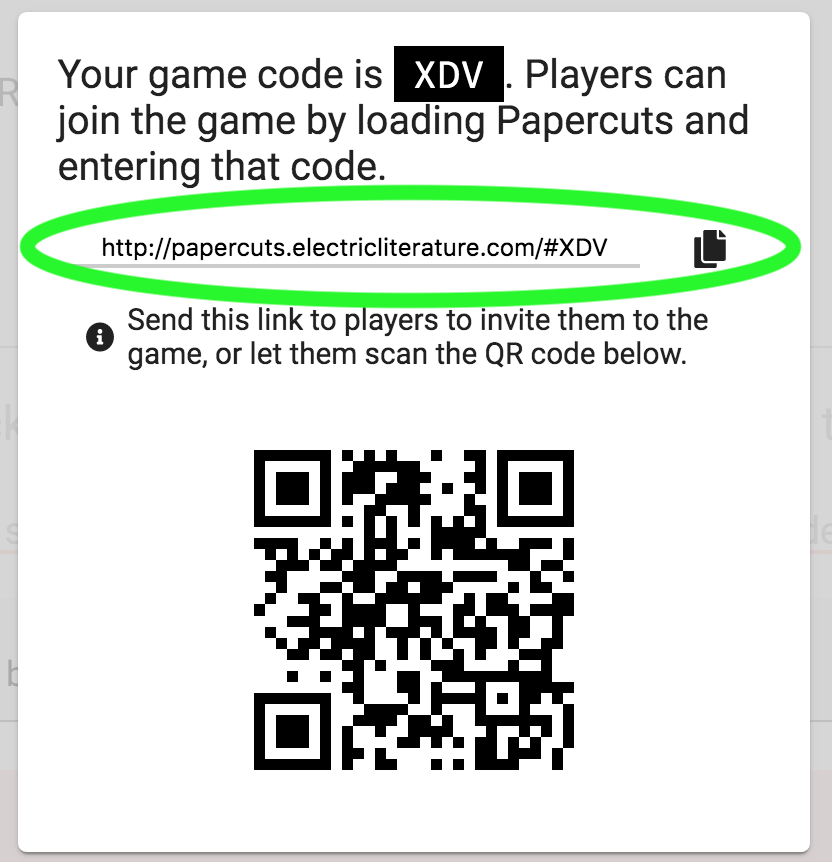 Your game code is XDV . Players can
join the game by loading Papercuts and
entering that code.
http://papercuts.electricliterature.com/#XDV
Send this link to players to invite them to the
game, or let them scan the QR code below.